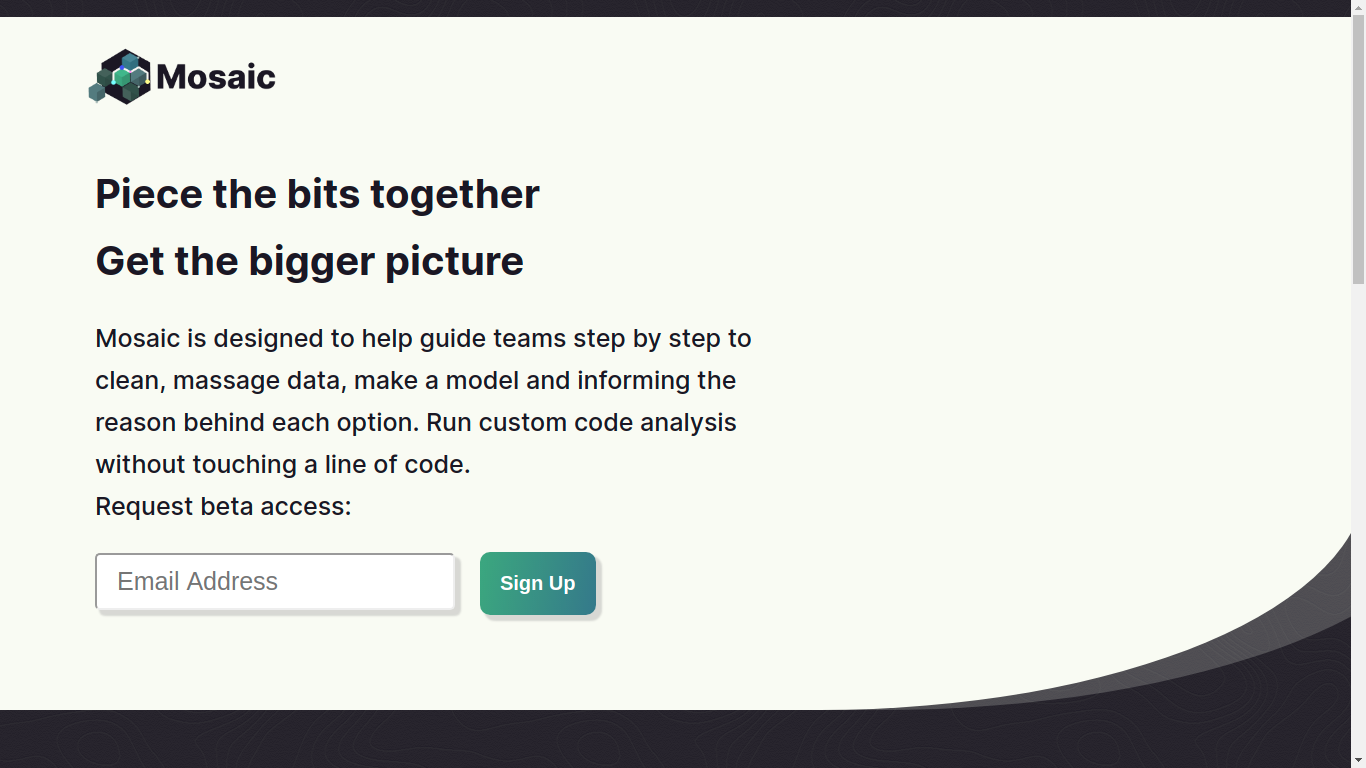 Mosaic
Piece the bits together
Get the bigger picture
Mosaic is designed to help guide teams step by step to
clean, massage data, make a model and informing the
reason behind each option. Run custom code analysis
without touching a line of code.
Request beta access:
Email Address
Sign Up